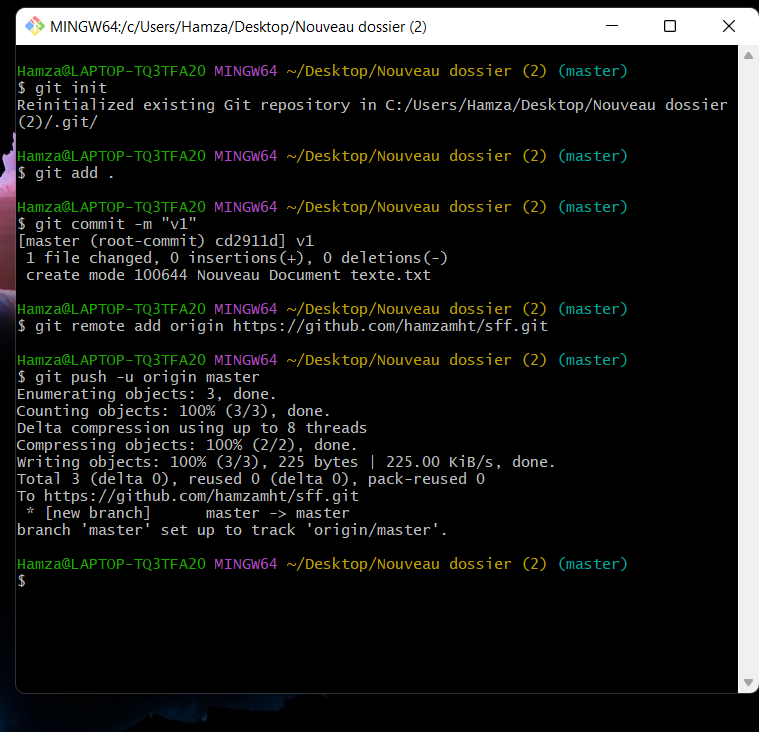 MINGW64:/c/Users/Hamza/Desktop/Nouveau dossier (2)
Hamza@LAPTOP-TQ3TFA2O MINGW64 ~/Desktop/Nouveau dossier (2) (master)
$ git init
Reinitialized existing Git repository in C:/Users/Hamza/Desktop/Nouveau dossier
(2)/.git/
Hamza@LAPTOP-TQ3TFA2O MINGW64 ~/Desktop/Nouveau dossier (2) (master)
$ git add .
Hamza@LAPTOP-TQ3TFA2O MINGW64 ~/Desktop/Nouveau dossier (2) (master)
$ git commit -m "v1"
[master (root-commit) cd2911d] v1
 1 file changed, 0 insertions(+), 0 deletions(-)
 create mode 100644 Nouveau Document texte.txt
Hamza@LAPTOP-TQ3TFA2O MINGW64 ~/Desktop/Nouveau dossier (2) (master)
$ git remote add origin https://github.com/hamzamht/sff.git
Hamza@LAPTOP-TQ3TFA2O MINGW64 ~/Desktop/Nouveau dossier (2) (master)
$ git push -u origin master
Enumerating objects: 3, done.
Counting objects: 100% (3/3), done.
Delta compression using up to 8 threads
Compressing objects: 100% (2/2), done.
Writing objects: 100% (3/3), 225 bytes | 225.00 KiB/s, done.
Total 3 (delta 0), reused 0 (delta 0), pack-reused 0
To https://github.com/hamzamht/sff.git
 * [new branch]      master -> master
branch 'master' set up to track 'origin/master'.
Hamza@LAPTOP-TQ3TFA2O MINGW64 ~/Desktop/Nouveau dossier (2) (master)
$